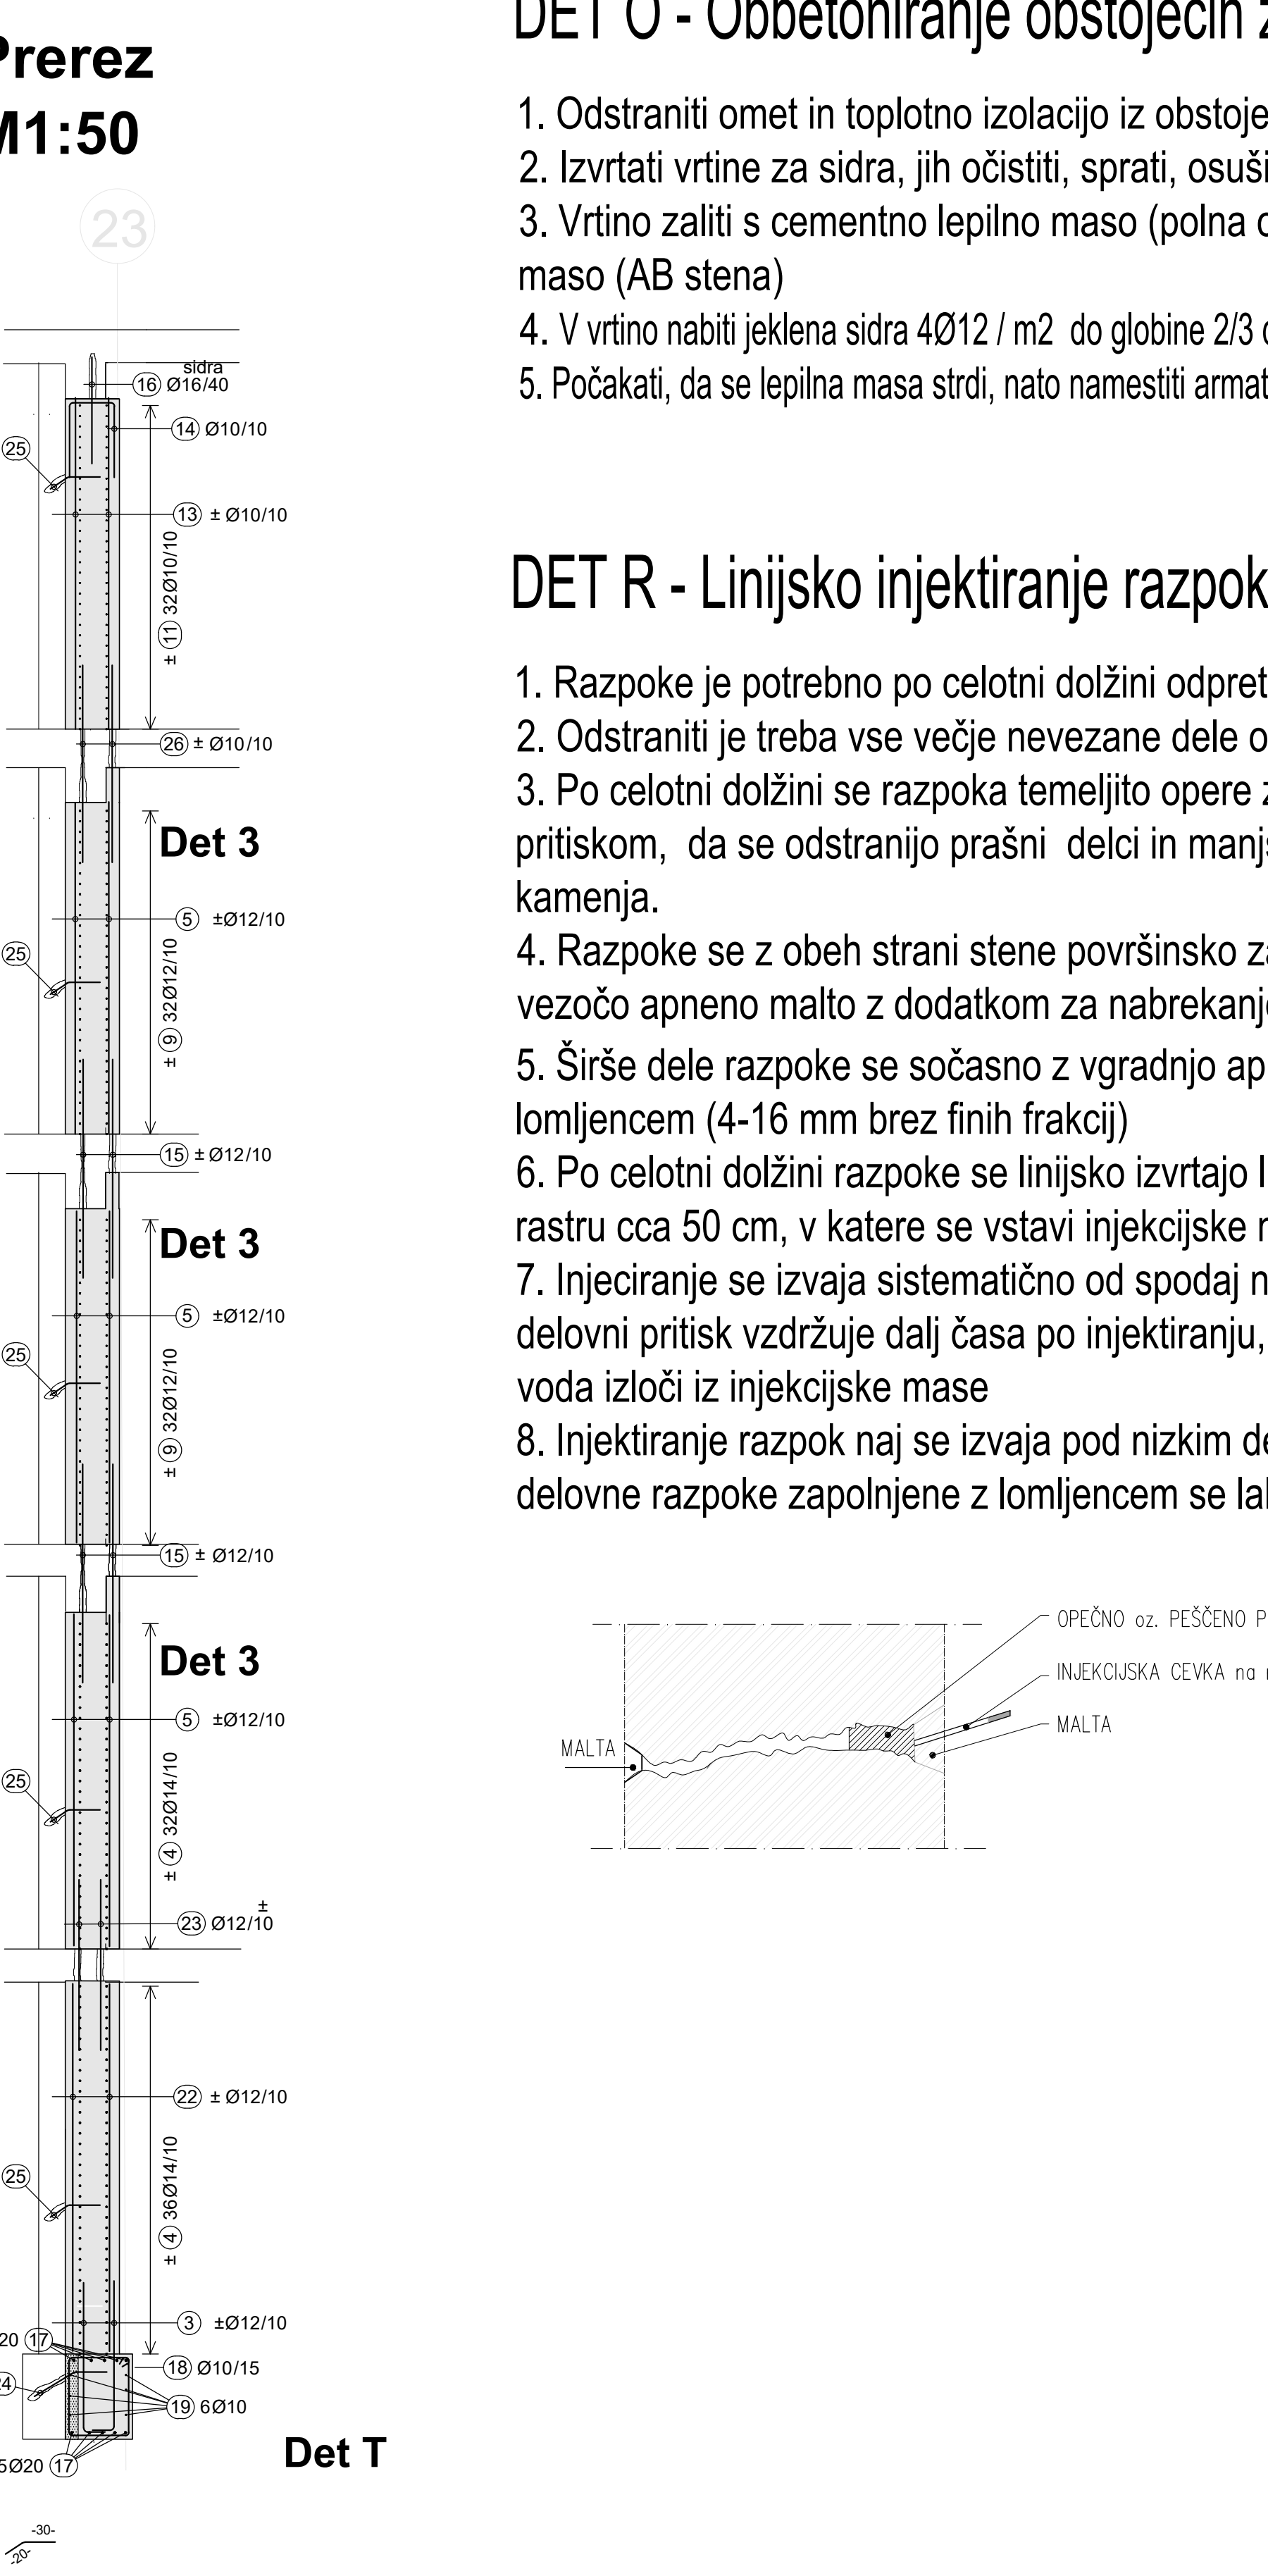 Prerez
M1:50
23
sidra
16 Ø16/40
14 Ø10/10
25
13 ± Ø10/10
± 11 32Ø10/10
26 ± Ø10/10
Det 3
5 ±Ø12/10
25
± 9 32Ø12/10
15 ± Ø12/10
Det 3
5 ±Ø12/10
25
± 9 32Ø12/10
15 ± Ø12/10
Det 3
5 ±Ø12/10
25
± 4 32Ø14/10
±
23 Ø12/10
22 ± Ø12/10
25
± 4 36Ø14/10
3 ±Ø12/10
20 17
18 Ø10/15
24
19 6Ø10
Det T
5Ø20 17
-30-
-20-
DET O - Obbetoniranje obstoječih z
1. Odstraniti omet in toplotno izolacijo iz obstoje
2. Izvrtati vrtine za sidra, jih očistiti, sprati, osuši
3. Vrtino zaliti s cementno lepilno maso (polna o
maso (AB stena)
4. V vrtino nabiti jeklena sidra 4Ø12 / m2 do globine 2/3 d
5. Počakati, da se lepilna masa strdi, nato namestiti armat
DET R - Linijsko injektiranje razpok
1. Razpoke je potrebno po celotni dolžini odpret
2. Odstraniti je treba vse večje nevezane dele o
3. Po celotni dolžini se razpoka temeljito opere z
pritiskom, da se odstranijo prašni delci in manjš
kamenja.
4. Razpoke se z obeh strani stene površinsko za
vezočo apneno malto z dodatkom za nabrekanje
5. Širše dele razpoke se sočasno z vgradnjo ap
lomljencem (4-16 mm brez finih frakcij)
6. Po celotni dolžini razpoke se linijsko izvrtajo l
rastru cca 50 cm, v katere se vstavi injekcijske n
7. Injeciranje se izvaja sistematično od spodaj n
delovni pritisk vzdržuje dalj časa po injektiranju,
voda izloči iz injekcijske mase
8. Injektiranje razpok naj se izvaja pod nizkim de
delovne razpoke zapolnjene z lomljencem se lah
OPEČNO oz. PEŠČENO P
INJEKCIJSKA CEVKA na r
MALTA
MALTA